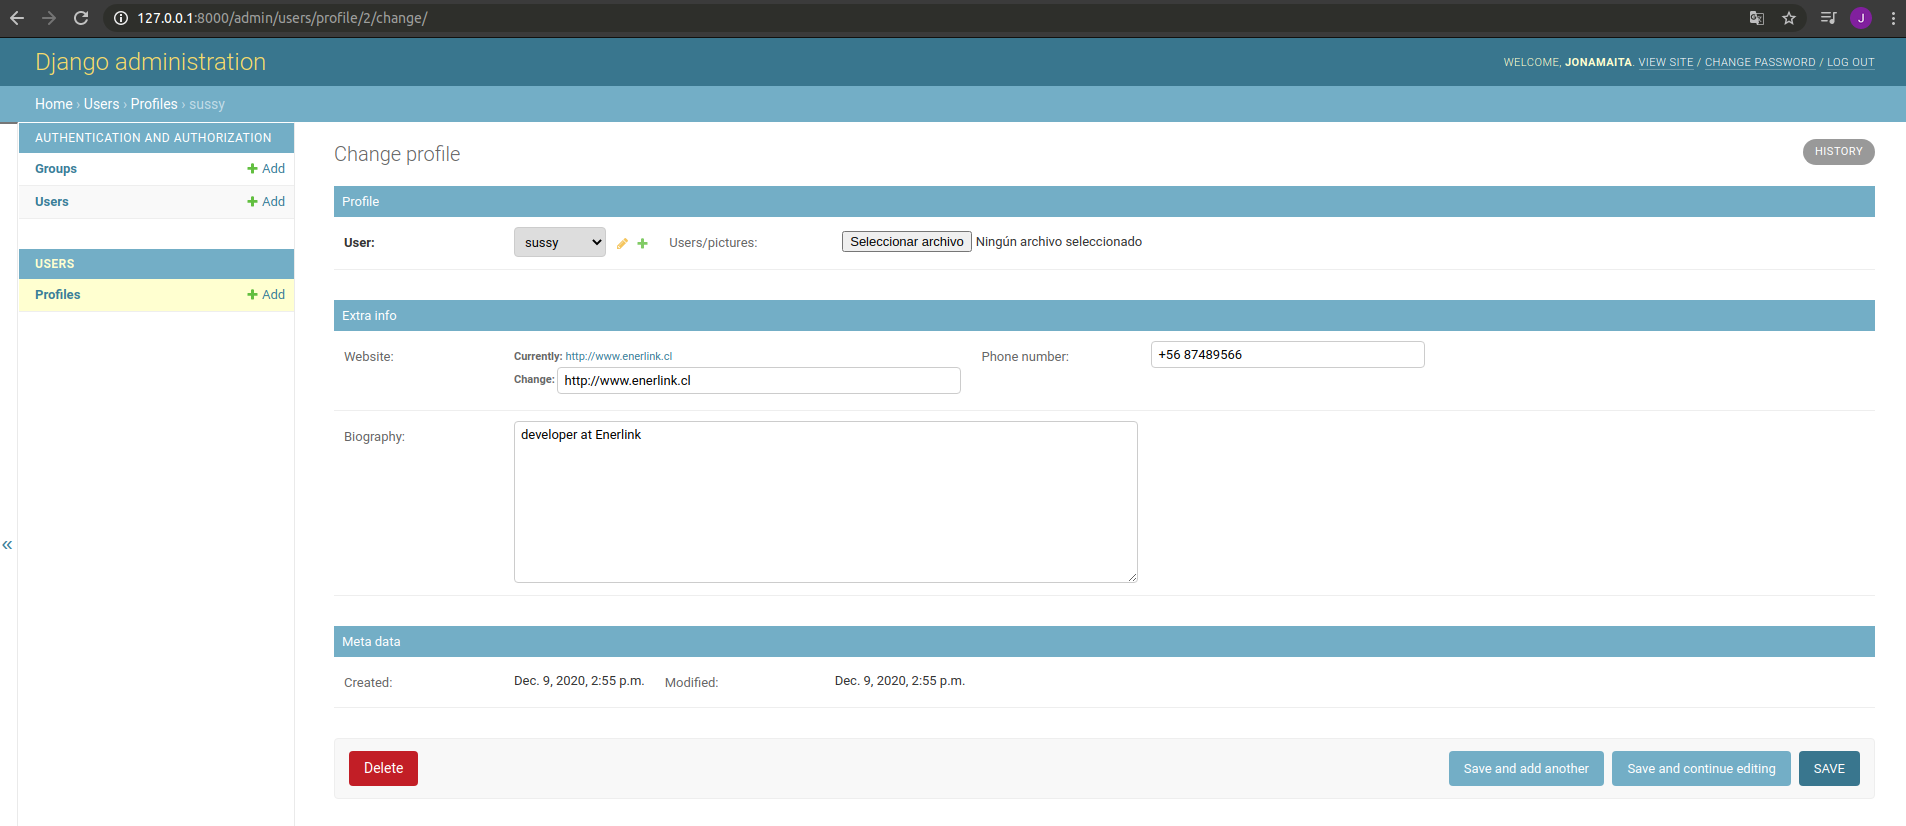 127.0.0.1:8000/admin/users/profile/2/change/
J
Django administration
WELCOME, JONAMAITA. VIEW SITE / CHANGE PASSWORD / LOG OUT
Home › Users › Profiles › sussy
AUTHENTICATION AND AUTHORIZATION
Groups + Add
Users + Add
USERS
Profiles + Add
«
Change profile
HISTORY
Profile
User: sussy Users/pictures: Seleccionar archivo Ningún archivo seleccionado
Extra info
Website: Currently: http://www.enerlink.cl Phone number: +56 87489566
Change: http://www.enerlink.cl
Biography: developer at Enerlink
Meta data
Created: Dec. 9, 2020, 2:55 p.m. Modified: Dec. 9, 2020, 2:55 p.m.
Delete Save and add another Save and continue editing SAVE